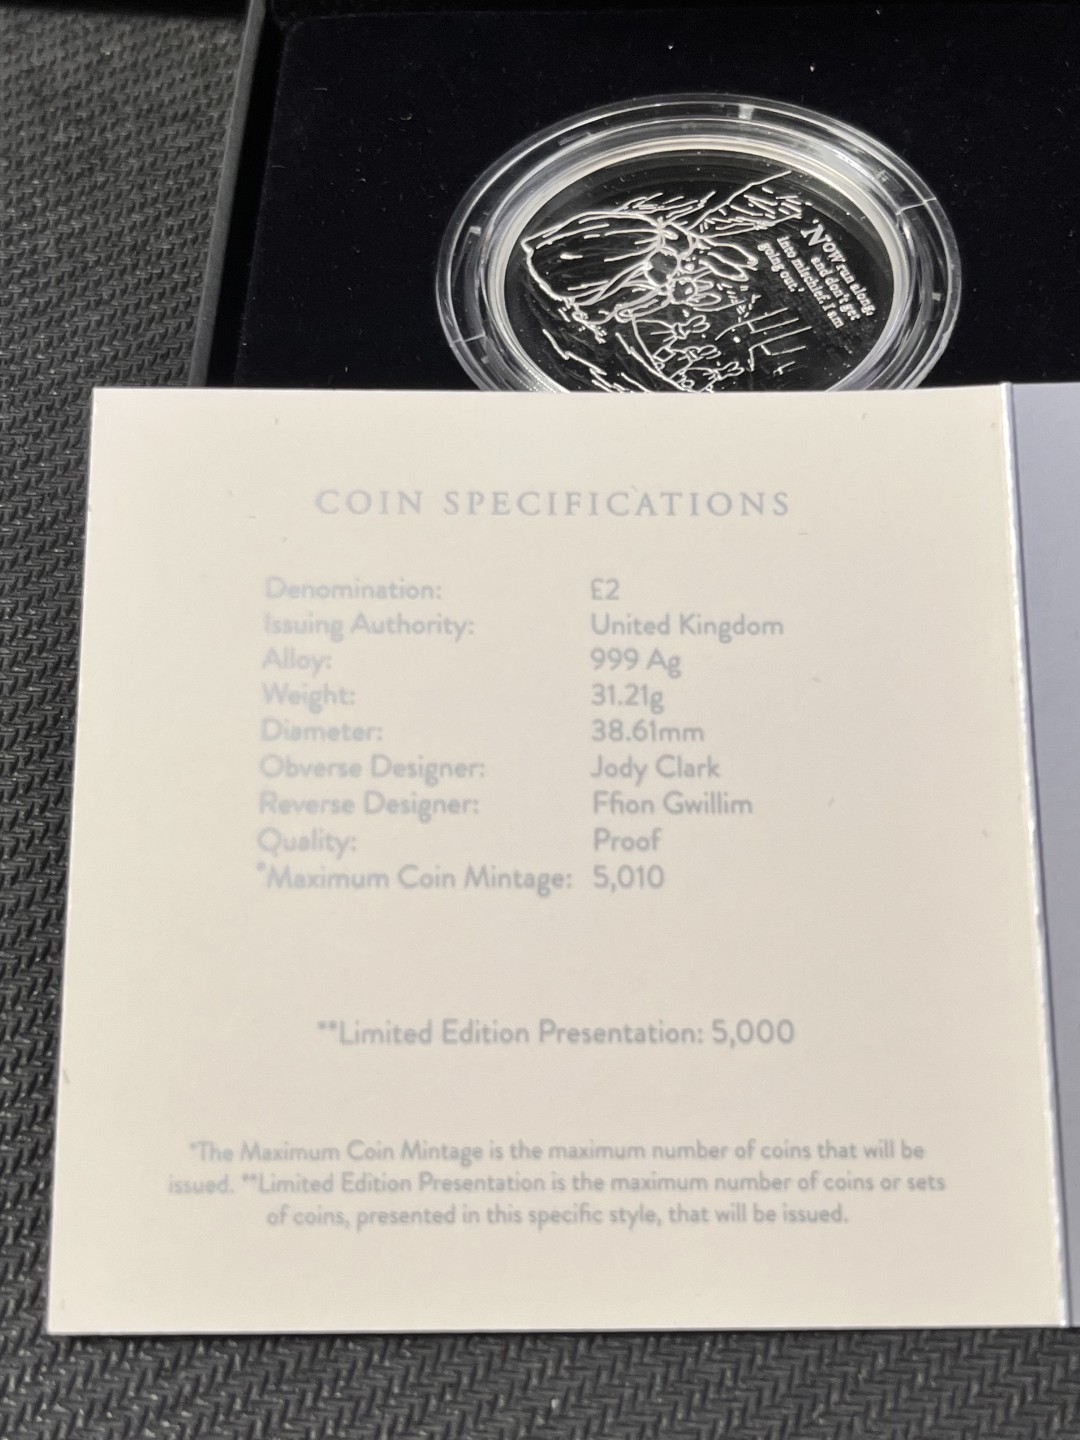 'NOW run along,
and don't get
into mischief. I am
going out.'
COIN SPECIFICATIONS
Denomination: £2
Issuing Authority: United Kingdom
Alloy: 999 Ag
Weight: 31.21g
Diameter: 38.61mm
Obverse Designer: Jody Clark
Reverse Designer: Ffion Gwillim
Quality: Proof
*Maximum Coin Mintage: 5,010
**Limited Edition Presentation: 5,000
*The Maximum Coin Mintage is the maximum number of coins that will be
issued. **Limited Edition Presentation is the maximum number of coins or sets
of coins, presented in this specific style, that will be issued.